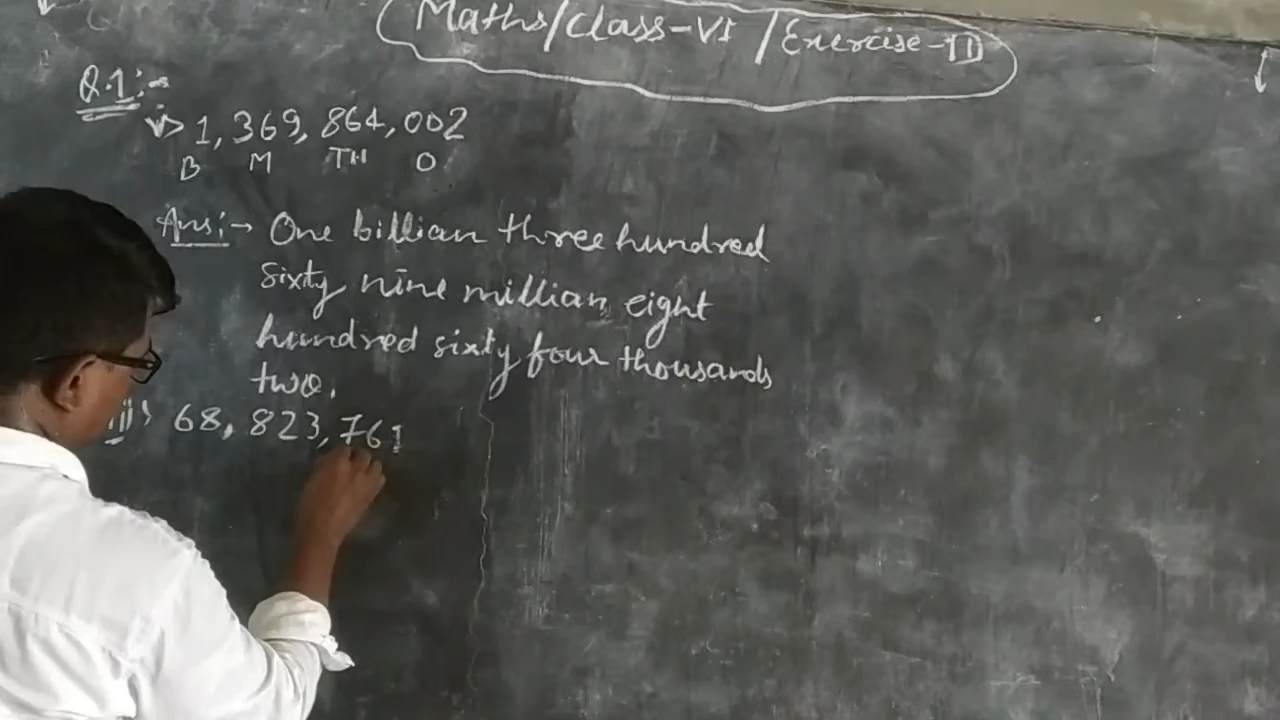 Maths/class-VI/Exercise-III
Q.1:-
i> 1,369,864,002
B M TH O
Ans:- One billian three hundred
sixty nine millian eight
hundred sixty four thousands
two.
ii> 68,823,761